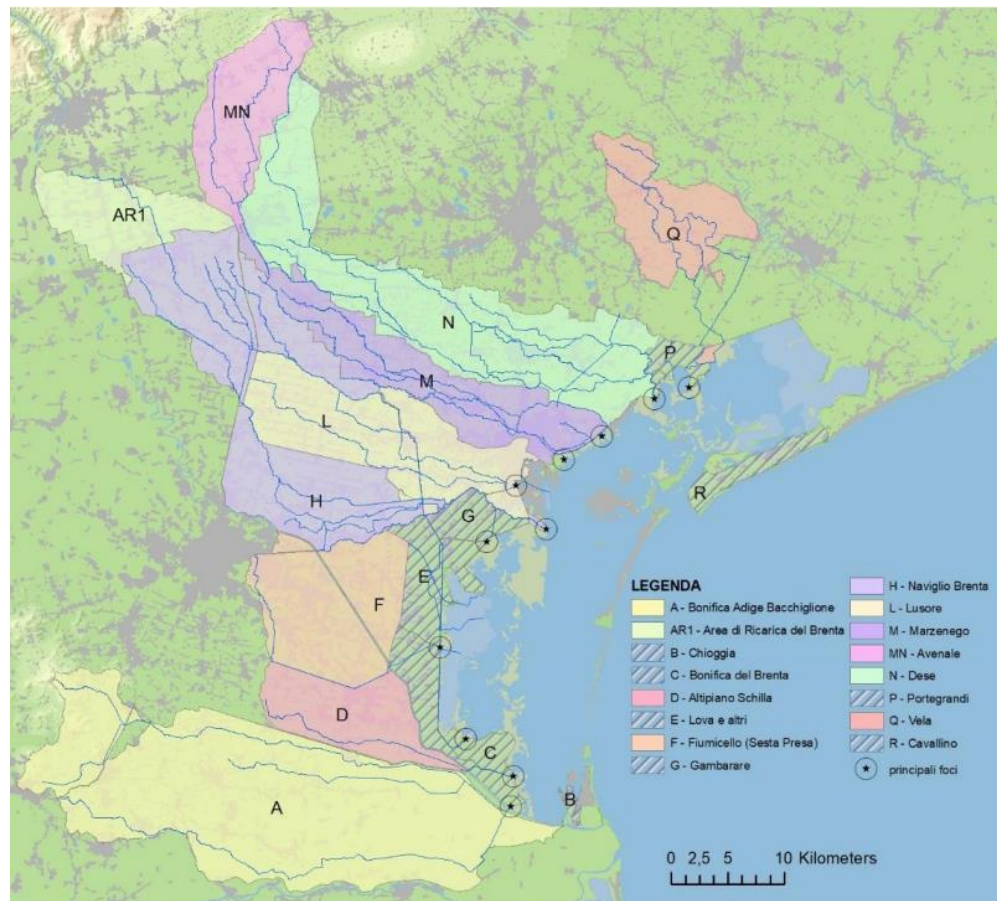 MN
AR1
Q
N
P
M
L
R
H
G
E
F
D
C
B
A
LEGENDA
A - Bonifica Adige Bacchiglione
AR1 - Area di Ricarica del Brenta
B - Chioggia
C - Bonifica del Brenta
D - Altipiano Schilla
E - Lova e altri
F - Fiumicello (Sesta Presa)
G - Gambarare
H - Naviglio Brenta
L - Lusore
M - Marzenego
MN - Avenale
N - Dese
P - Portegrandi
Q - Vela
R - Cavallino
principali foci
0 2,5 5 10 Kilometers